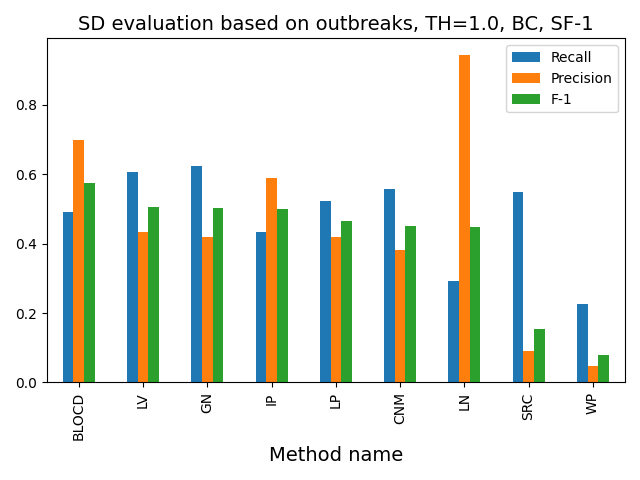 SD evaluation based on outbreaks, TH=1.0, BC, SF-1
Recall
Precision
F-1
0.8
0.6
0.4
0.2
0.0
BLOCD
LV
GN
IP
LP
CNM
LN
SRC
WP
Method name